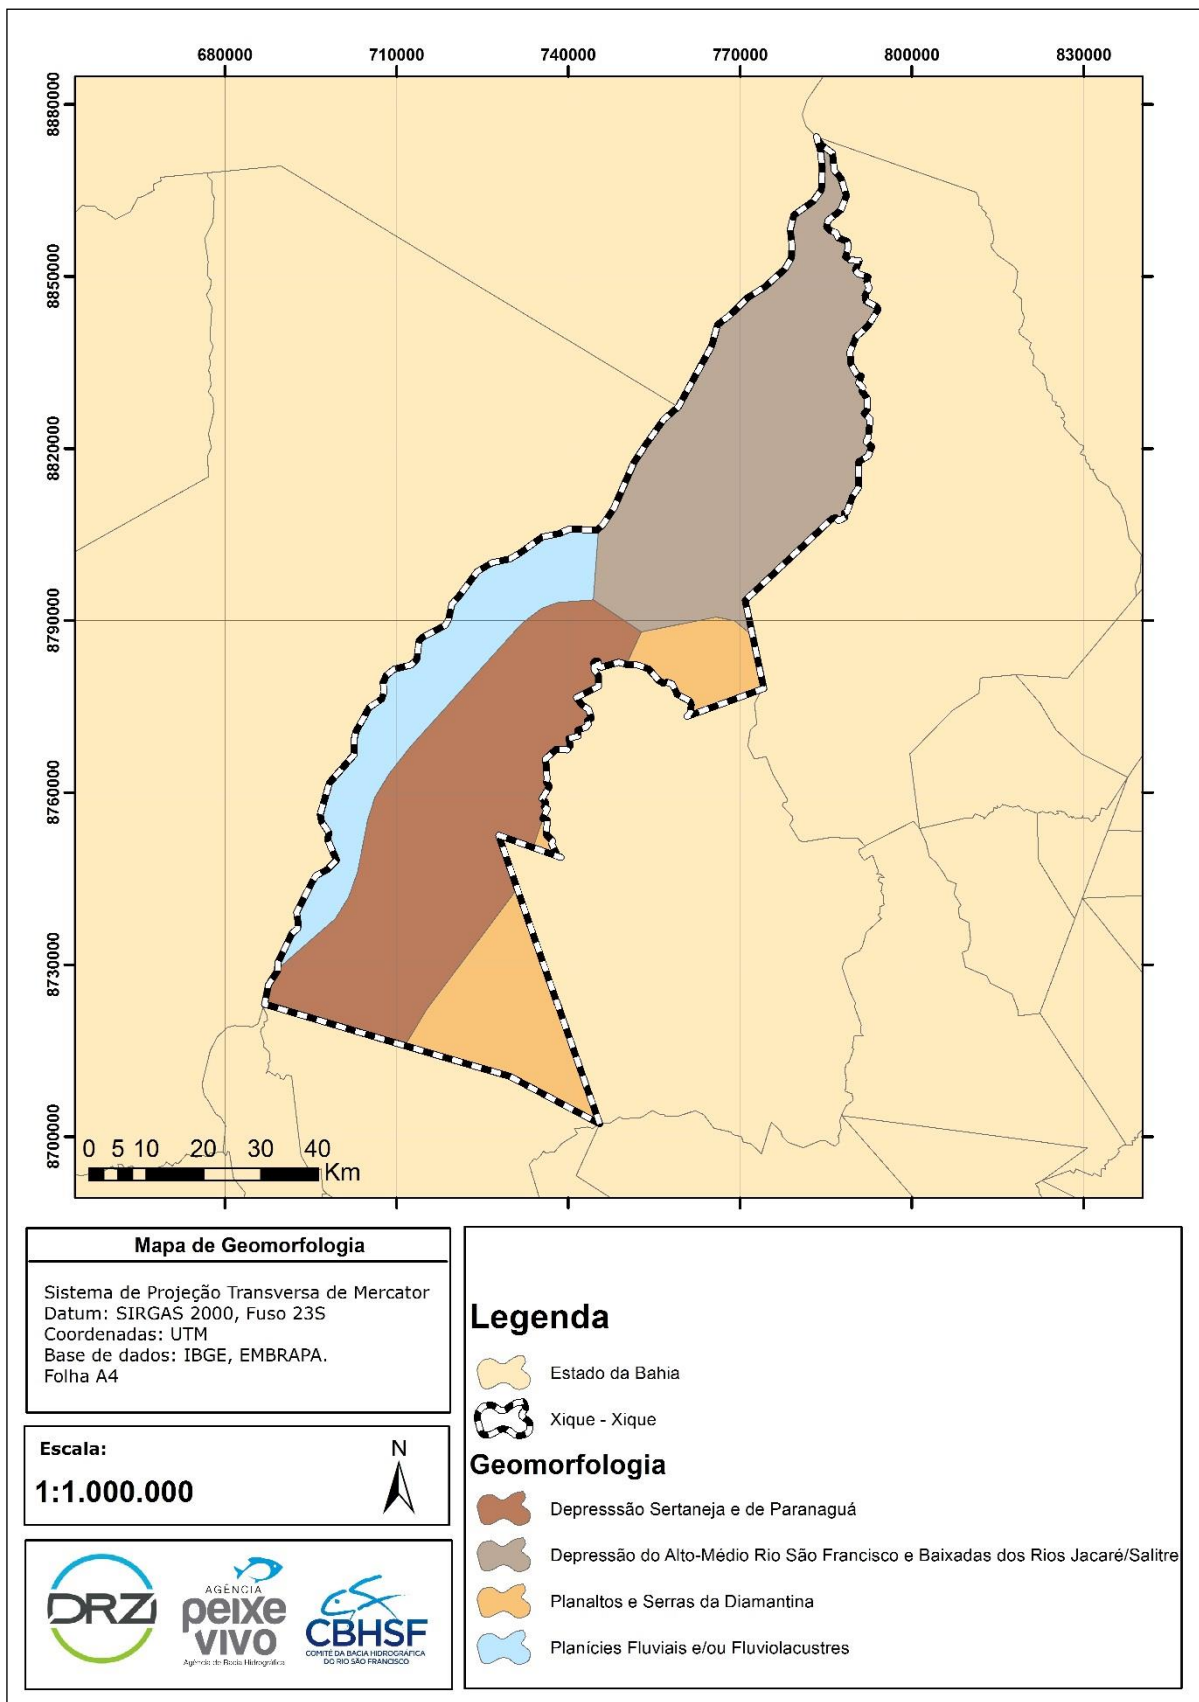 680000 710000 740000 770000 800000 830000
8880000
8850000
8820000
8790000
8760000
8730000
8700000
0 5 10 20 30 40
Km
Mapa de Geomorfologia
Sistema de Projeção Transversa de Mercator
Datum: SIRGAS 2000, Fuso 23S
Coordenadas: UTM
Base de dados: IBGE, EMBRAPA.
Folha A4
Escala:
1:1.000.000
N
DRZ
AGÊNCIA
peixe
vivo
Agência de Bacia Hidrográfica
CBHSF
COMITÊ DA BACIA HIDROGRÁFICA
DO RIO SÃO FRANCISCO
Legenda
Estado da Bahia
Xique - Xique
Geomorfologia
Depresssão Sertaneja e de Paranaguá
Depressão do Alto-Médio Rio São Francisco e Baixadas dos Rios Jacaré/Salitre
Planaltos e Serras da Diamantina
Planícies Fluviais e/ou Fluviolacustres